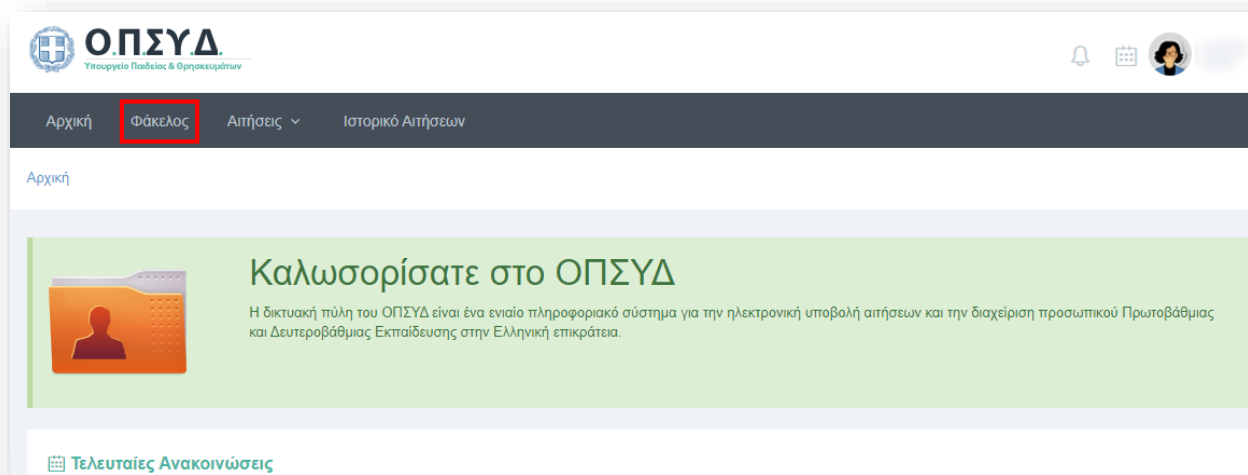 Ο.Π.ΣΥ.Δ.
Υπουργείο Παιδείας & Θρησκευμάτων
Αρχική Φάκελος Αιτήσεις Ιστορικό Αιτήσεων
Αρχική
Καλωσορίσατε στο ΟΠΣΥΔ
Η δικτυακή πύλη του ΟΠΣΥΔ είναι ένα ενιαίο πληροφοριακό σύστημα για την ηλεκτρονική υποβολή αιτήσεων και την διαχείριση προσωπικού Πρωτοβάθμιας
και Δευτεροβάθμιας Εκπαίδευσης στην Ελληνική επικράτεια.
Τελευταίες Ανακοινώσεις